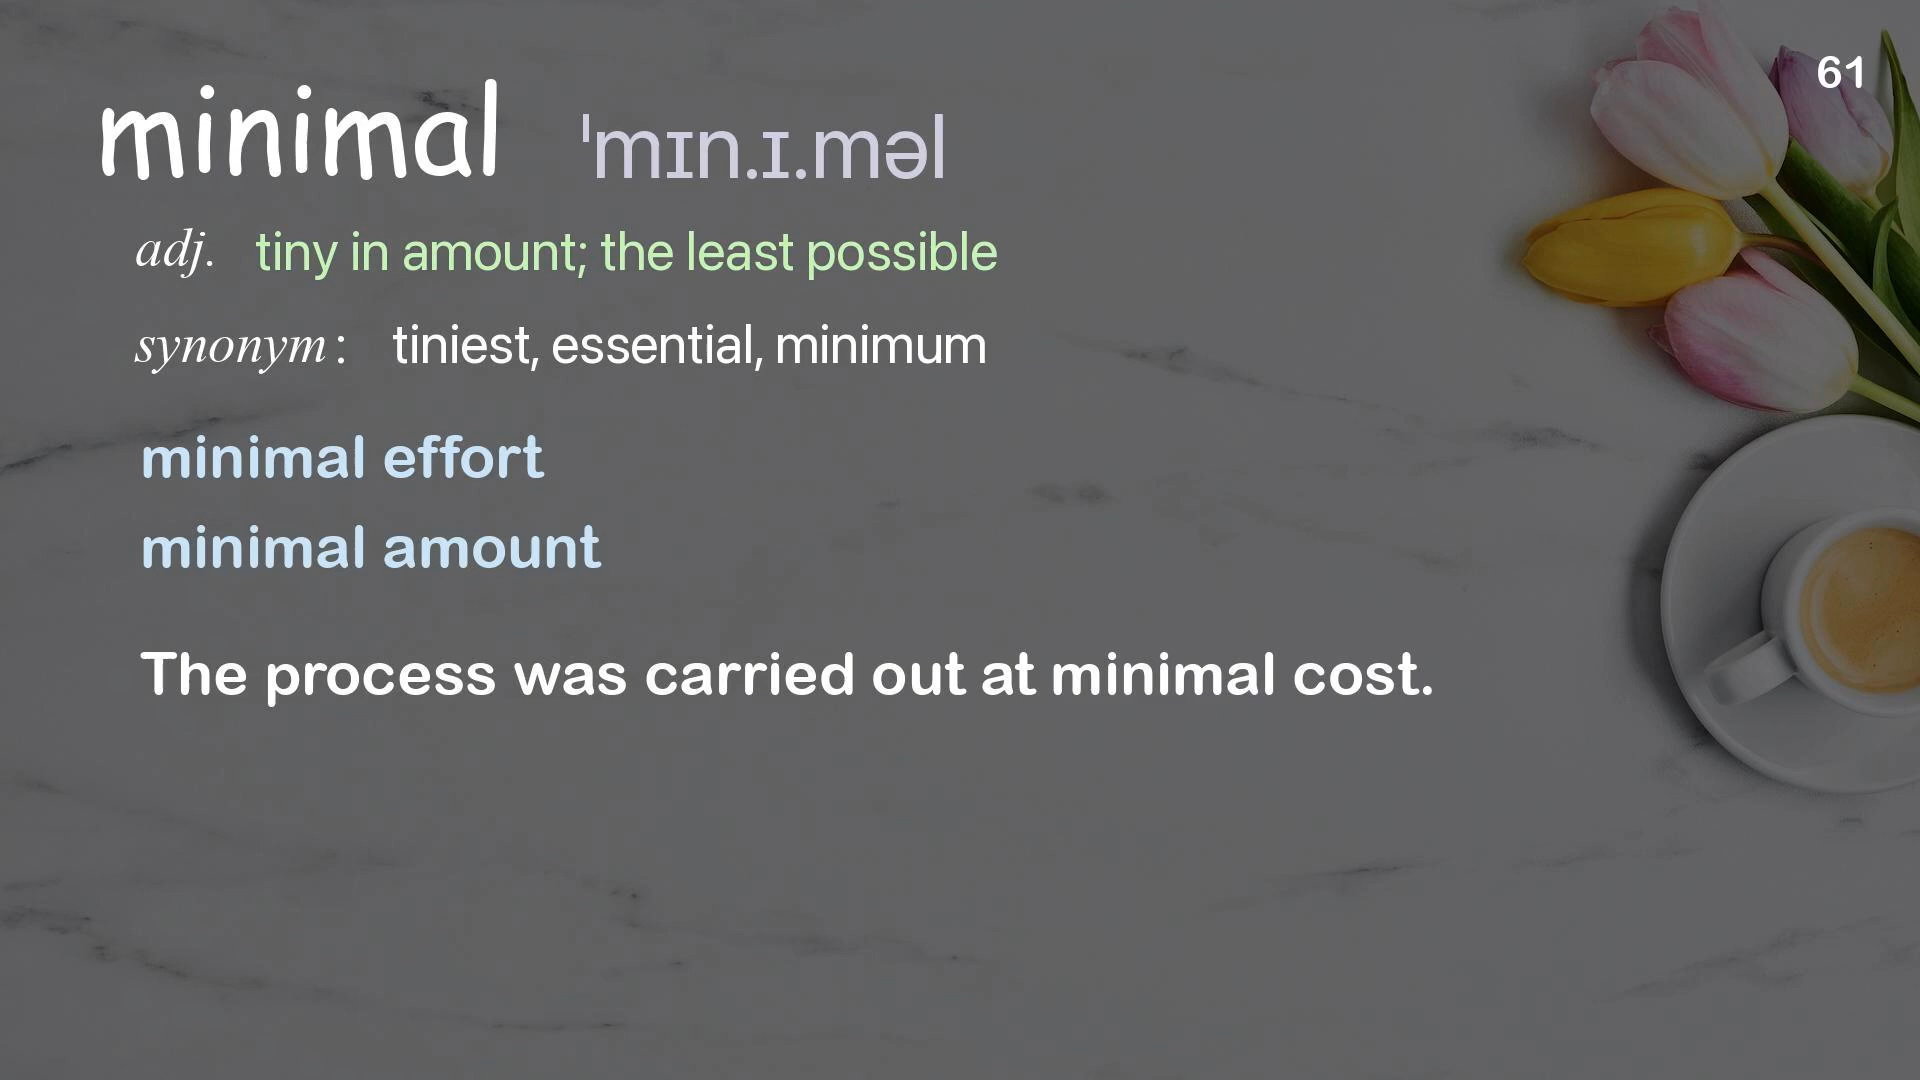 61
minimal ˈmɪn.ɪ.məl
adj. tiny in amount; the least possible
synonym: tiniest, essential, minimum
minimal effort
minimal amount
The process was carried out at minimal cost.